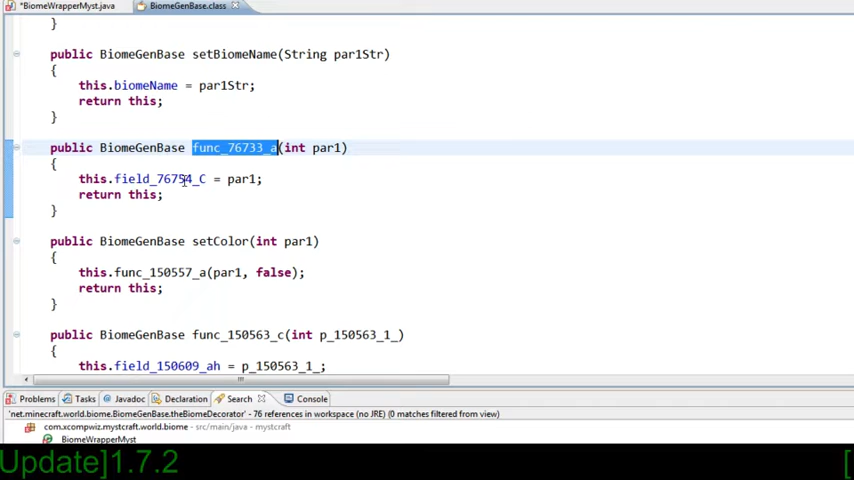 *BiomeWrapperMyst.java BiomeGenBase.class
}
public BiomeGenBase setBiomeName(String par1Str)
{
this.biomeName = par1Str;
return this;
}
public BiomeGenBase func_76733_a(int par1)
{
this.field_76754_C = par1;
return this;
}
public BiomeGenBase setColor(int par1)
{
this.func_150557_a(par1, false);
return this;
}
public BiomeGenBase func_150563_c(int p_150563_1_)
{
this.field_150609_ah = p_150563_1_;
Problems Tasks Javadoc Declaration Search Console
'net.minecraft.world.biome.BiomeGenBase.theBiomeDecorator' - 76 references in workspace (no JRE) (0 matches filtered from view)
com.xcompwiz.mystcraft.world.biome - src/main/java - mystcraft
BiomeWrapperMyst
Update]1.7.2 [